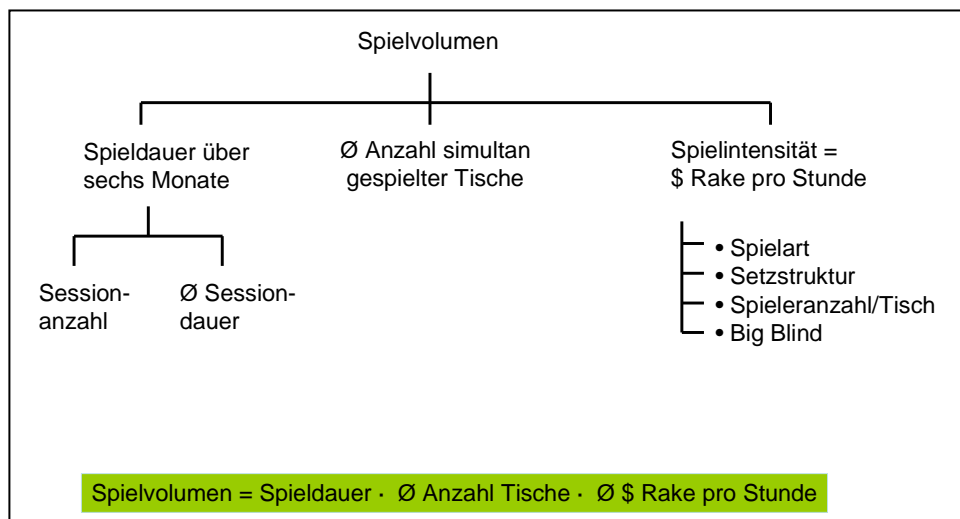 Spielvolumen
Spieldauer über
sechs Monate
Ø Anzahl simultan
gespielter Tische
Spielintensität =
$ Rake pro Stunde
Session-
anzahl
Ø Session-
dauer
• Spielart
• Setzstruktur
• Spieleranzahl/Tisch
• Big Blind
Spielvolumen = Spieldauer · Ø Anzahl Tische · Ø $ Rake pro Stunde